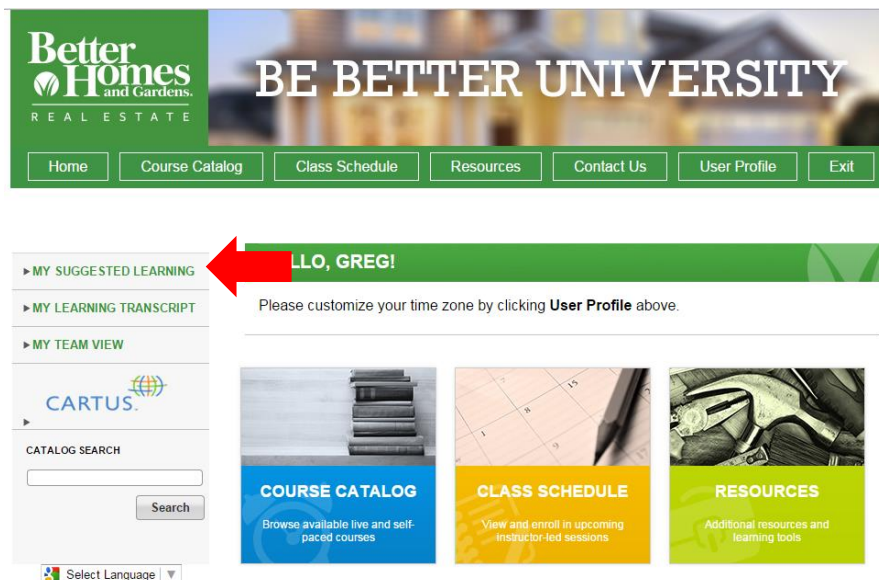 Better
Homes
and Gardens.
REAL ESTATE
BE BETTER UNIVERSITY
Home Course Catalog Class Schedule Resources Contact Us User Profile Exit
MY SUGGESTED LEARNING
MY LEARNING TRANSCRIPT
MY TEAM VIEW
CARTUS
CATALOG SEARCH
Search
Select Language
LLO, GREG!
Please customize your time zone by clicking User Profile above.
COURSE CATALOG
Browse available live and self-
paced courses
CLASS SCHEDULE
View and enroll in upcoming
instructor-led sessions
RESOURCES
Additional resources and
learning tools